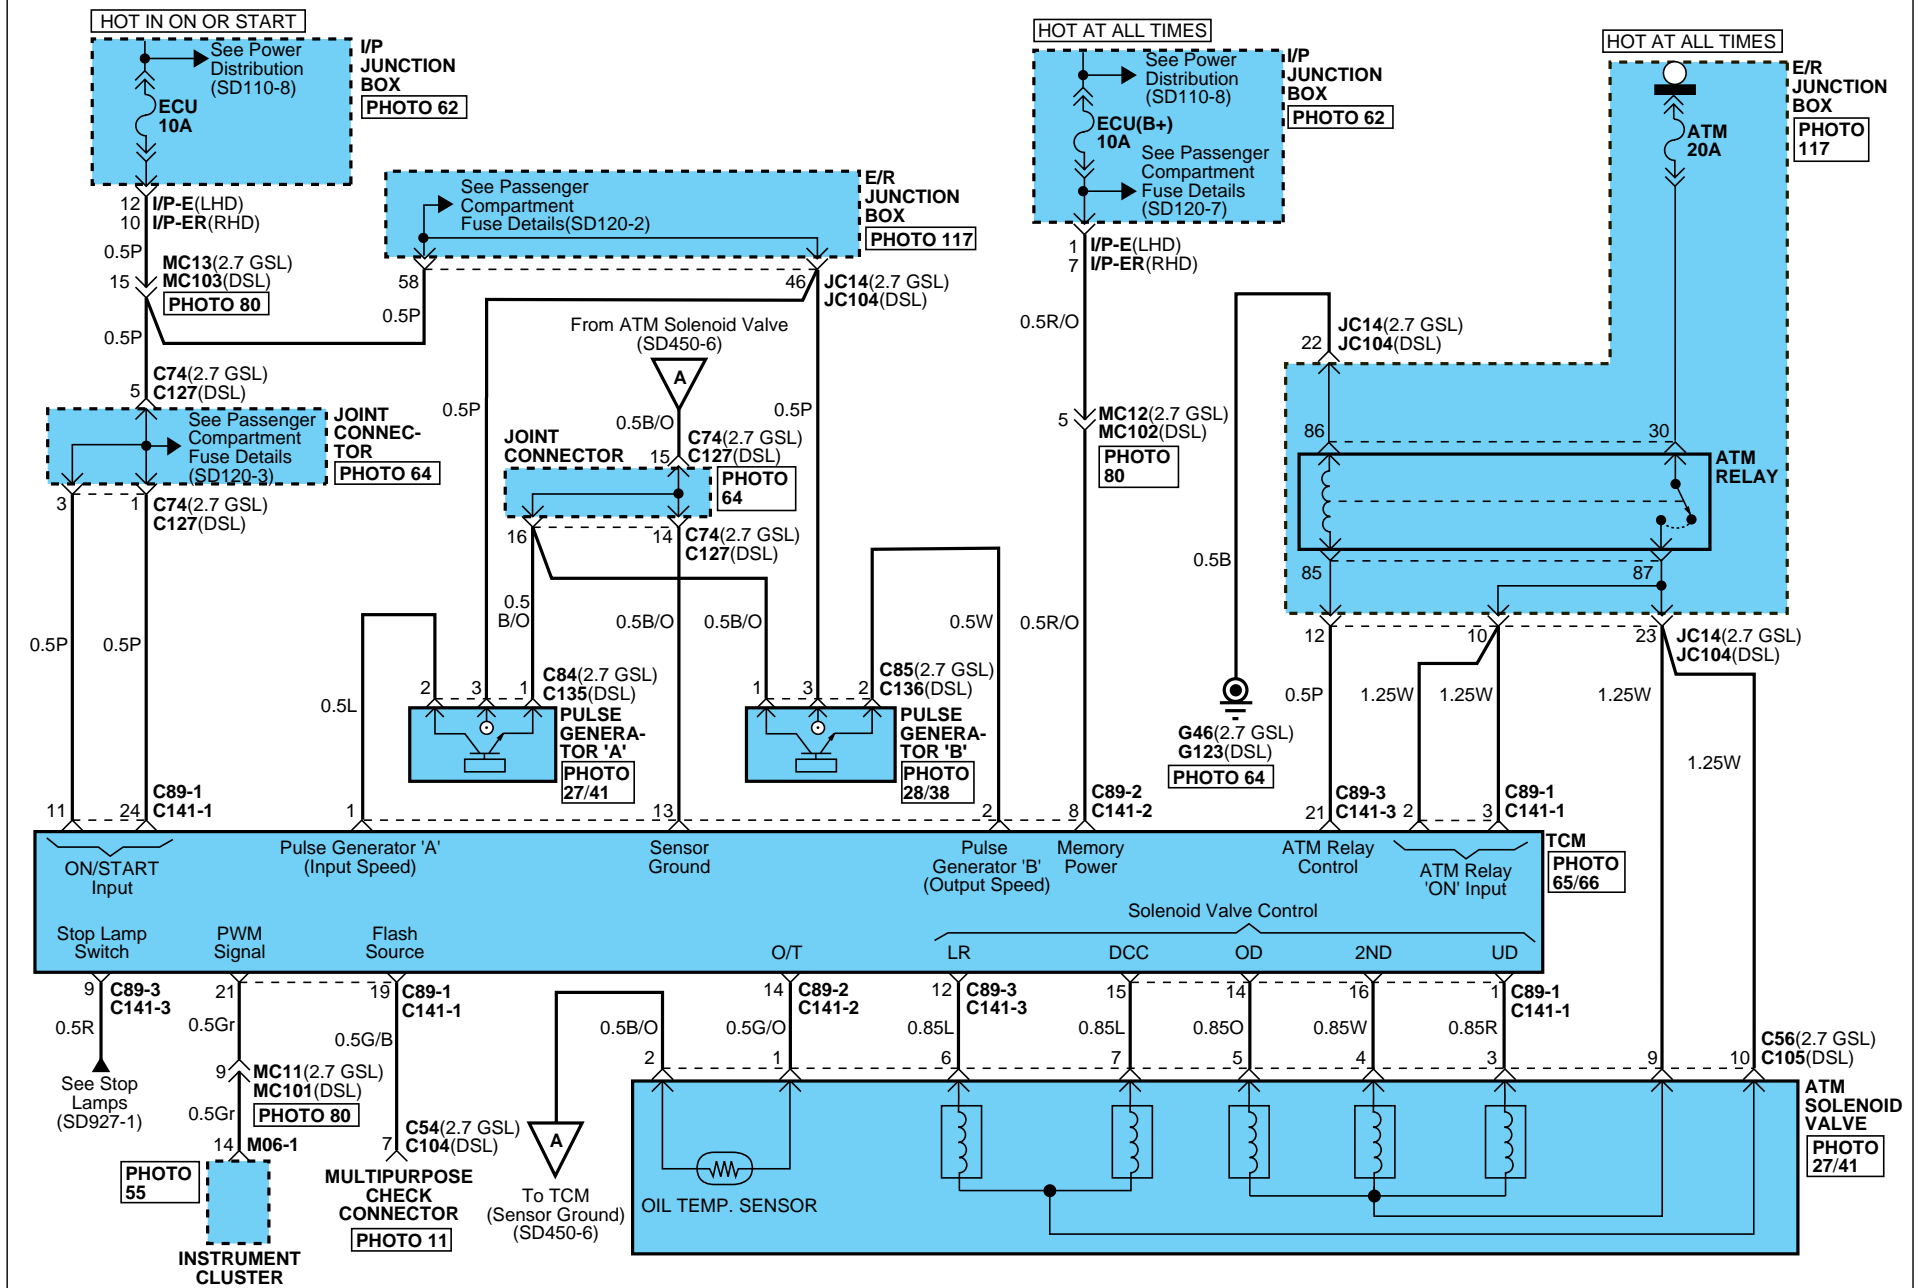 HOT IN ON OR START
See Power
Distribution
(SD110-8)
ECU
10A
I/P
JUNCTION
BOX
PHOTO 62
12 I/P-E(LHD)
10 I/P-ER(RHD)
0.5P
MC13(2.7 GSL)
15 MC103(DSL)
PHOTO 80
0.5P
See Passenger
Compartment
Fuse Details(SD120-2)
E/R
JUNCTION
BOX
PHOTO 117
58
0.5P
46 JC14(2.7 GSL)
JC104(DSL)
HOT AT ALL TIMES
See Power
Distribution
(SD110-8)
ECU(B+)
10A
See Passenger
Compartment
Fuse Details
(SD120-7)
I/P
JUNCTION
BOX
PHOTO 62
1 I/P-E(LHD)
7 I/P-ER(RHD)
0.5R/O
5 MC12(2.7 GSL)
MC102(DSL)
PHOTO
80
0.5R/O
HOT AT ALL TIMES
ATM
20A
E/R
JUNCTION
BOX
PHOTO
117
22 JC14(2.7 GSL)
JC104(DSL)
86
30
ATM
RELAY
85
87
0.5B
G46(2.7 GSL)
G123(DSL)
PHOTO 64
12
10
23 JC14(2.7 GSL)
JC104(DSL)
0.5P
1.25W
1.25W
1.25W
1.25W
C74(2.7 GSL)
5 C127(DSL)
See Passenger
Compartment
Fuse Details
(SD120-3)
JOINT
CONNEC-
TOR
PHOTO 64
3
1 C74(2.7 GSL)
C127(DSL)
0.5P
0.5P
From ATM Solenoid Valve
(SD450-6)
A
0.5P
0.5B/O
0.5P
JOINT
CONNECTOR
C74(2.7 GSL)
15 C127(DSL)
PHOTO
64
16
14 C74(2.7 GSL)
C127(DSL)
0.5
B/O
0.5B/O
0.5B/O
0.5W
0.5L
2
3
1 C84(2.7 GSL)
C135(DSL)
PULSE
GENERA-
TOR 'A'
PHOTO
27/41
1
3
2 C85(2.7 GSL)
C136(DSL)
PULSE
GENERA-
TOR 'B'
PHOTO
28/38
11
24
C89-1
C141-1
1
13
2
8
C89-2
C141-2
21
C89-3
C141-3
2
3
C89-1
C141-1
TCM
PHOTO
65/66
ON/START
Input
Pulse Generator 'A'
(Input Speed)
Sensor
Ground
Pulse
Generator 'B'
(Output Speed)
Memory
Power
ATM Relay
Control
ATM Relay
'ON' Input
Stop Lamp
Switch
PWM
Signal
Flash
Source
O/T
Solenoid Valve Control
LR
DCC
OD
2ND
UD
9 C89-3
C141-3
0.5R
See Stop
Lamps
(SD927-1)
21
0.5Gr
9 MC11(2.7 GSL)
MC101(DSL)
PHOTO 80
0.5Gr
14 M06-1
PHOTO
55
INSTRUMENT
CLUSTER
19 C89-1
C141-1
0.5G/B
C54(2.7 GSL)
7 C104(DSL)
MULTIPURPOSE
CHECK
CONNECTOR
PHOTO 11
A
To TCM
(Sensor Ground)
(SD450-6)
0.5B/O
14 C89-2
C141-2
0.5G/O
12 C89-3
C141-3
0.85L
15
0.85L
14
0.85O
16
0.85W
1 C89-1
C141-1
0.85R
2
1
6
7
5
4
3
9
10
C56(2.7 GSL)
C105(DSL)
ATM
SOLENOID
VALVE
PHOTO
27/41
OIL TEMP. SENSOR